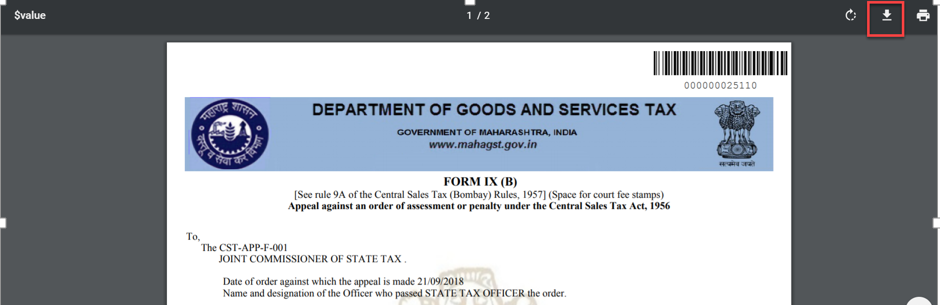 $value
1 / 2
000000025110
महाराष्ट्र शासन
वस्तू व सेवा कर विभाग
DEPARTMENT OF GOODS AND SERVICES TAX
GOVERNMENT OF MAHARASHTRA, INDIA
www.mahagst.gov.in
सत्यमेव जयते
FORM IX (B)
[See rule 9A of the Central Sales Tax (Bombay) Rules, 1957] (Space for court fee stamps)
Appeal against an order of assessment or penalty under the Central Sales Tax Act, 1956
To,
The CST-APP-F-001
JOINT COMMISSIONER OF STATE TAX .
Date of order against which the appeal is made 21/09/2018
Name and designation of the Officer who passed STATE TAX OFFICER the order.